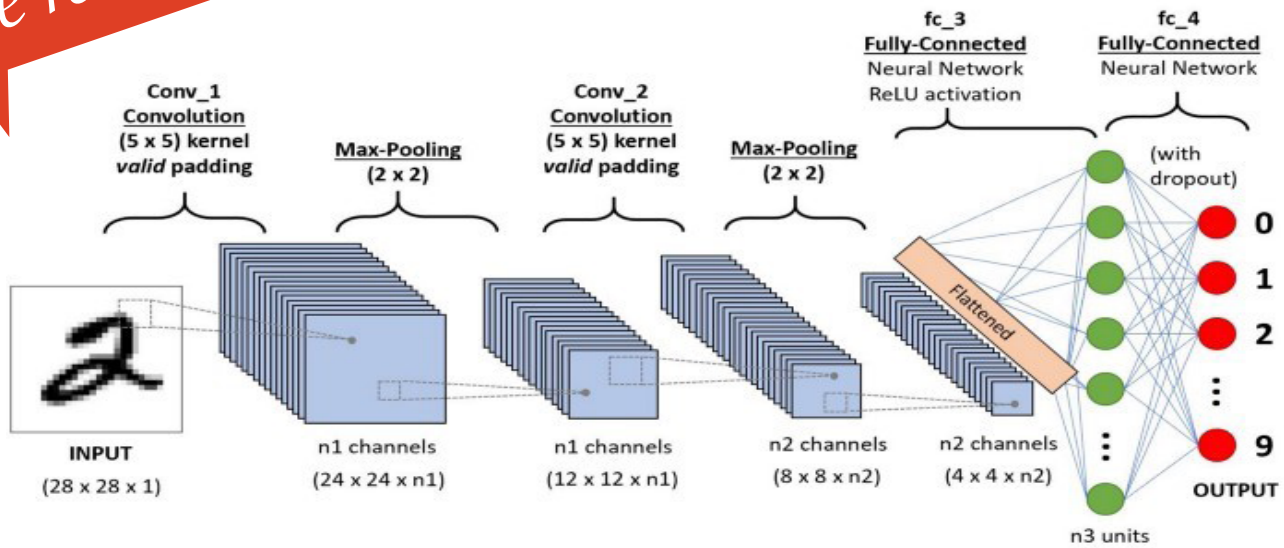 Conv_1
Convolution
(5 x 5) kernel
valid padding
Max-Pooling
(2 x 2)
Conv_2
Convolution
(5 x 5) kernel
valid padding
Max-Pooling
(2 x 2)
fc_3
Fully-Connected
Neural Network
ReLU activation
fc_4
Fully-Connected
Neural Network
(with
dropout)
Flattened
0
1
2
9
2
INPUT
(28 x 28 x 1)
n1 channels
(24 x 24 x n1)
n1 channels
(12 x 12 x n1)
n2 channels
(8 x 8 x n2)
n2 channels
(4 x 4 x n2)
n3 units
OUTPUT